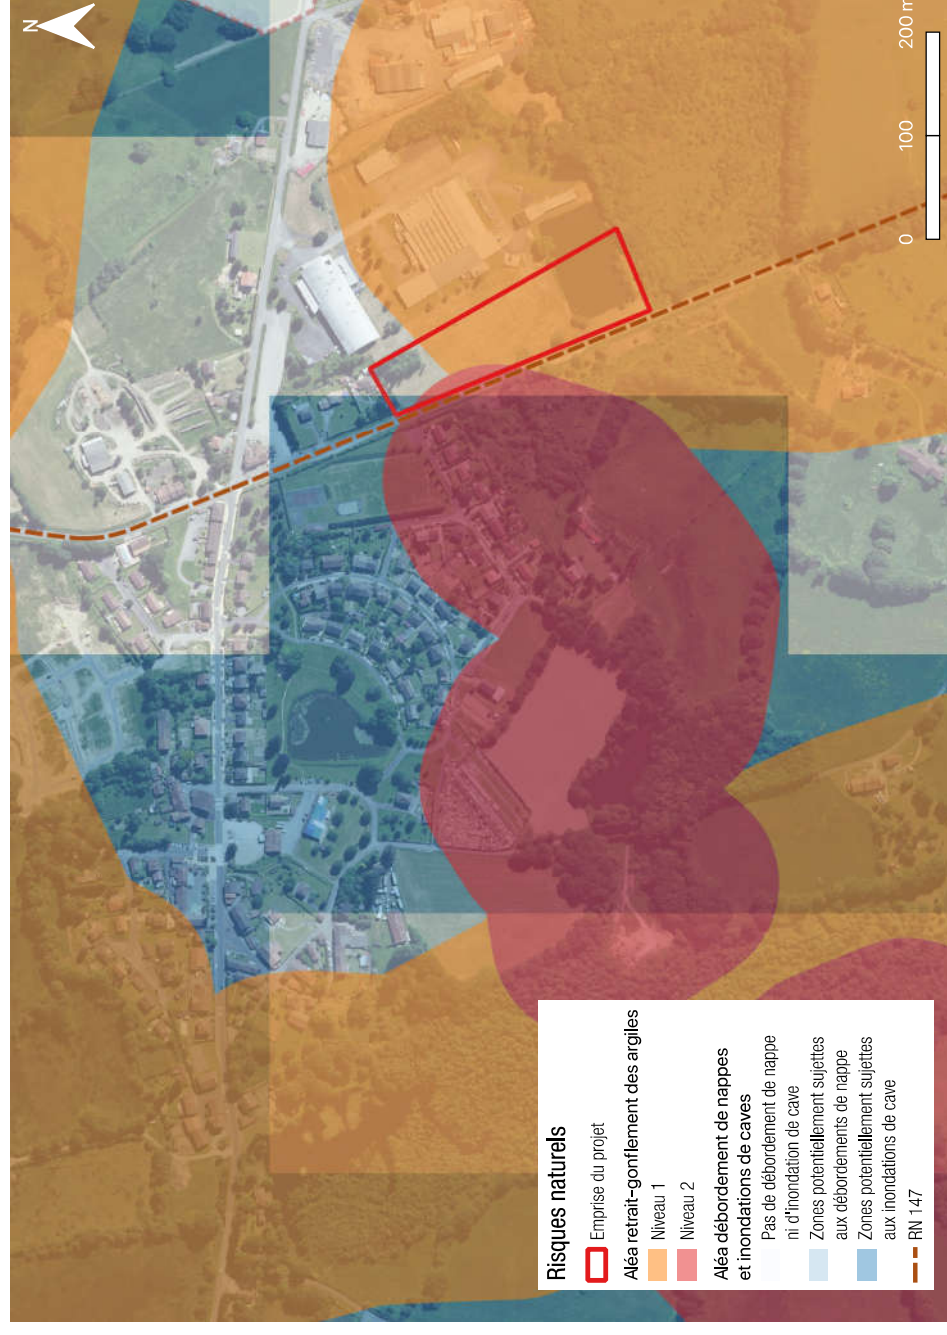 N
Risques naturels
Emprise du projet
Aléa retrait-gonflement des argiles
Niveau 1
Niveau 2
Aléa débordement de nappes
et inondations de caves
Pas de débordement de nappe
ni d'inondation de cave
Zones potentiellement sujettes
aux débordements de nappe
Zones potentiellement sujettes
aux inondations de cave
RN 147
0
100
200 m